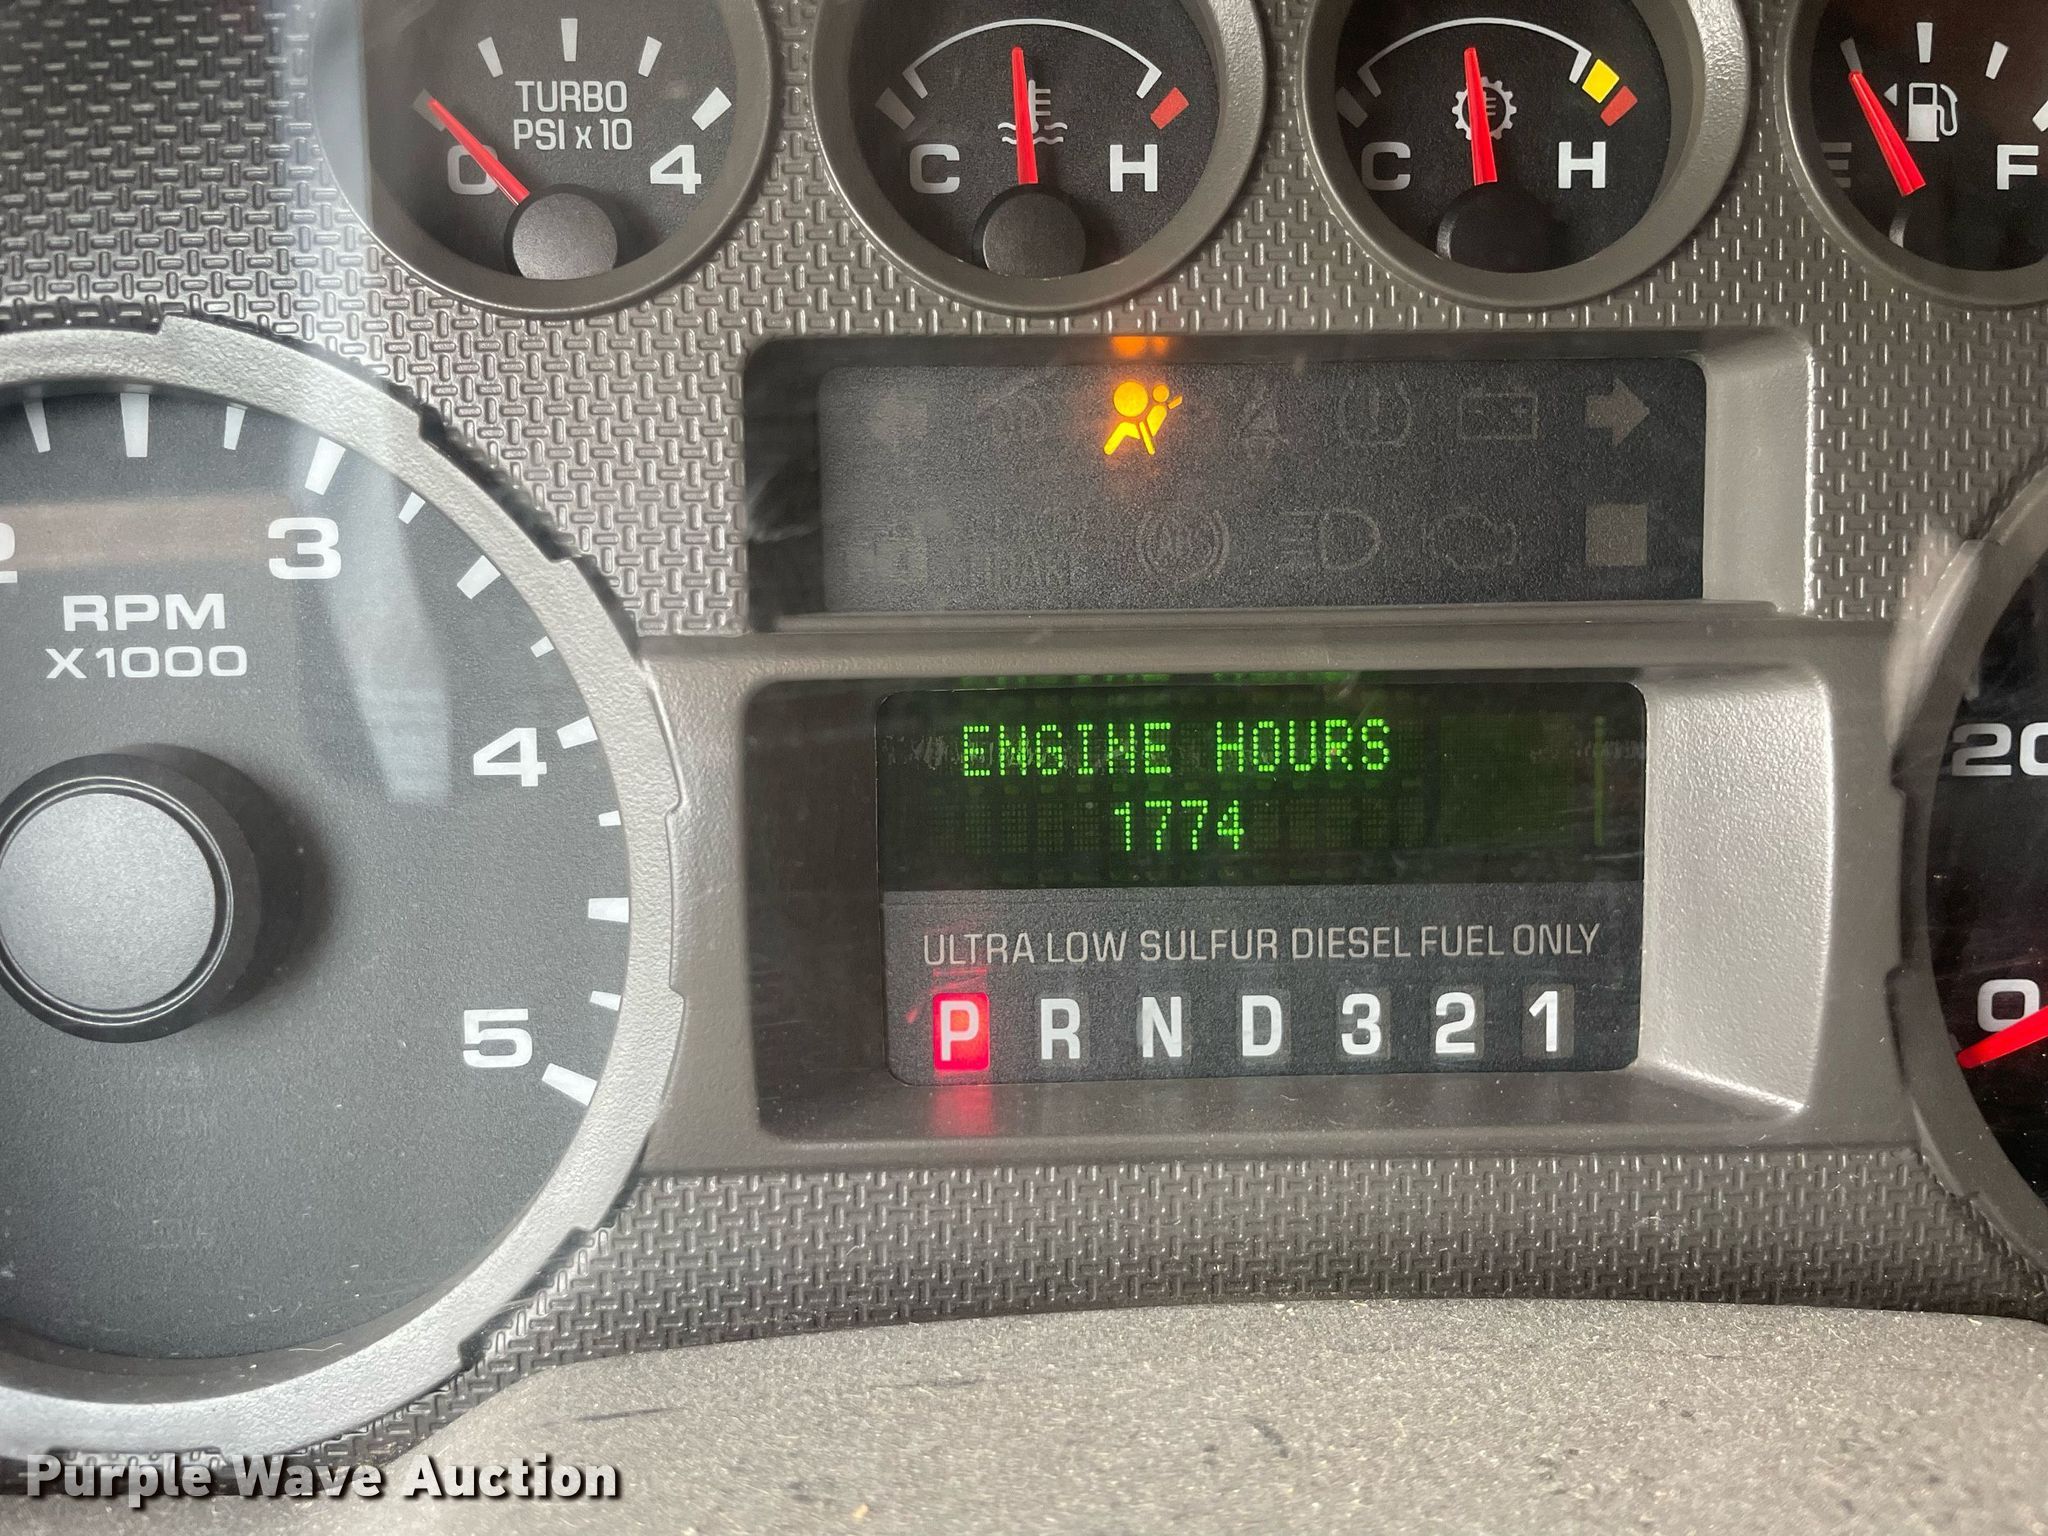 TURBO
PSI x 10
0 4
C H
C H
E F
ABS
2 3
RPM
X1000
4
5
ENGINE HOURS
1774
ULTRA LOW SULFUR DIESEL FUEL ONLY
P R N D 3 2 1
20
0
Purple Wave Auction